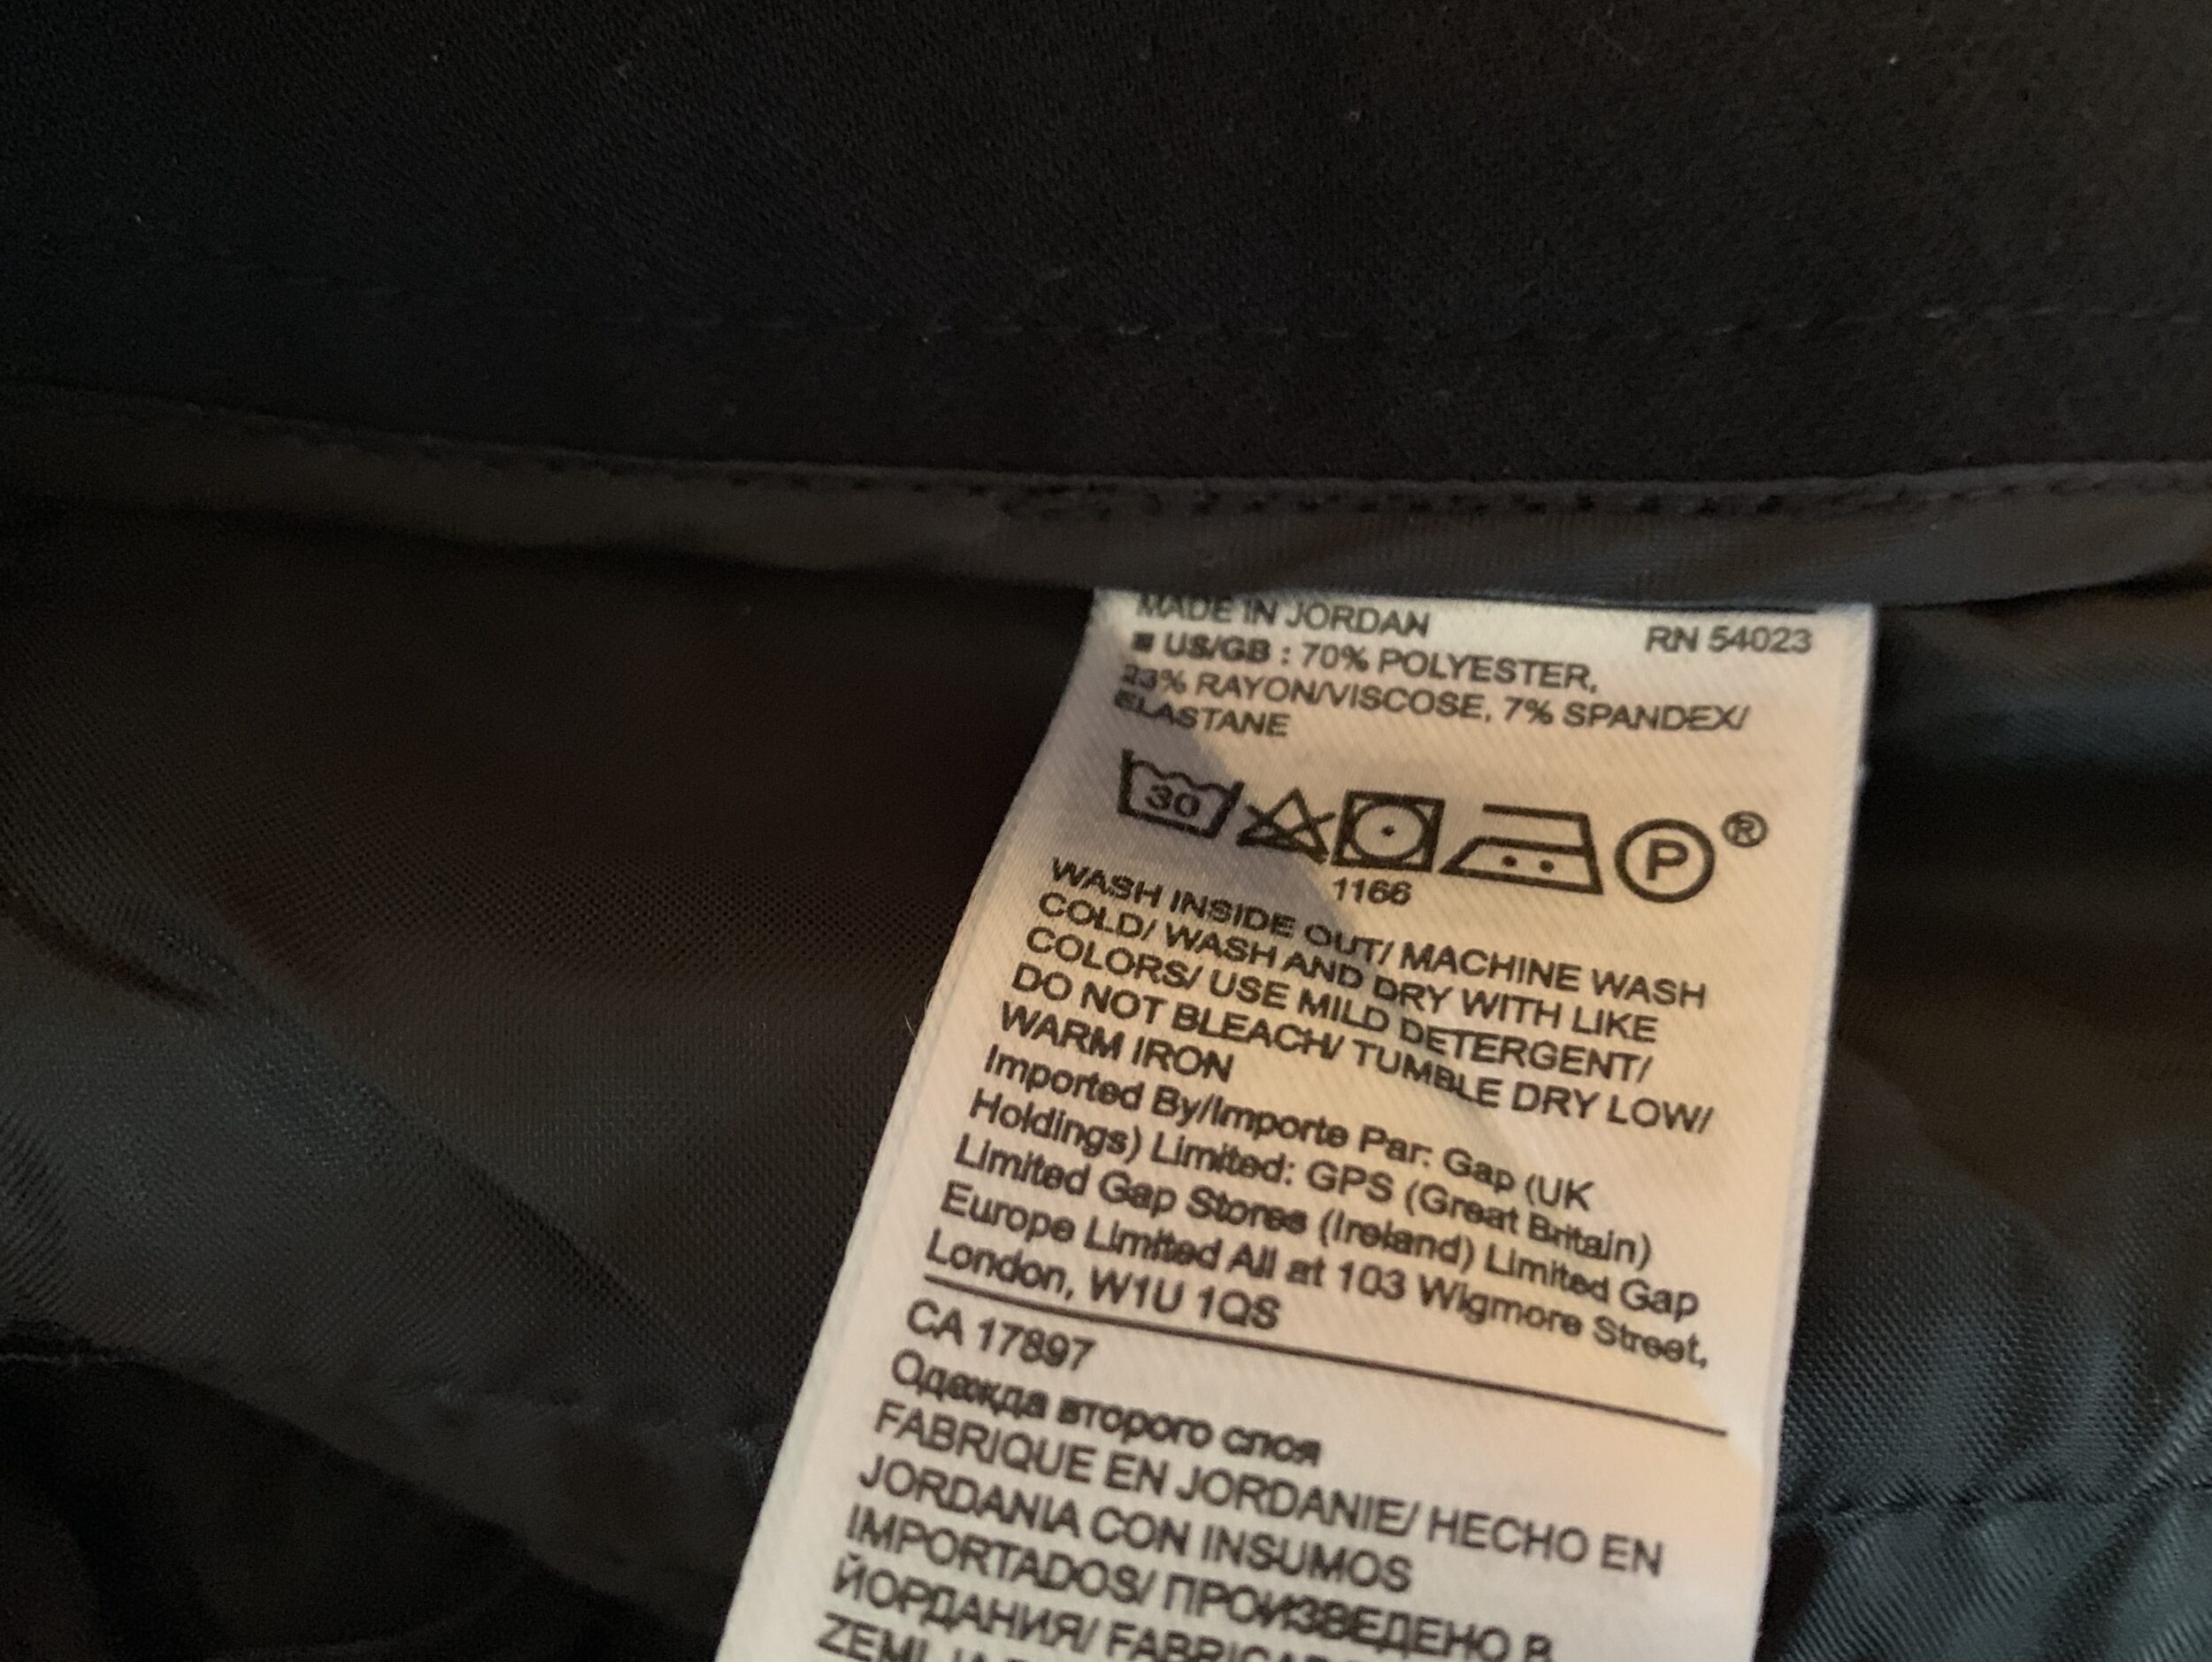 MADE IN JORDAN RN 54023
US/GB : 70% POLYESTER,
23% RAYON/VISCOSE, 7% SPANDEX/
ELASTANE
30 P ®
1166
WASH INSIDE OUT/ MACHINE WASH
COLD/ WASH AND DRY WITH LIKE
COLORS/ USE MILD DETERGENT/
DO NOT BLEACH/ TUMBLE DRY LOW/
WARM IRON
Imported By/Importe Par: Gap (UK
Holdings) Limited: GPS (Great Britain)
Limited Gap Stores (Ireland) Limited Gap
Europe Limited All at 103 Wigmore Street,
London, W1U 1QS
CA 17897
Одежда второго слоя
FABRIQUE EN JORDANIE/ HECHO EN
JORDANIA CON INSUMOS
IMPORTADOS/ ПРОИЗВЕДЕНО В
ЙОРДАНИЯ/